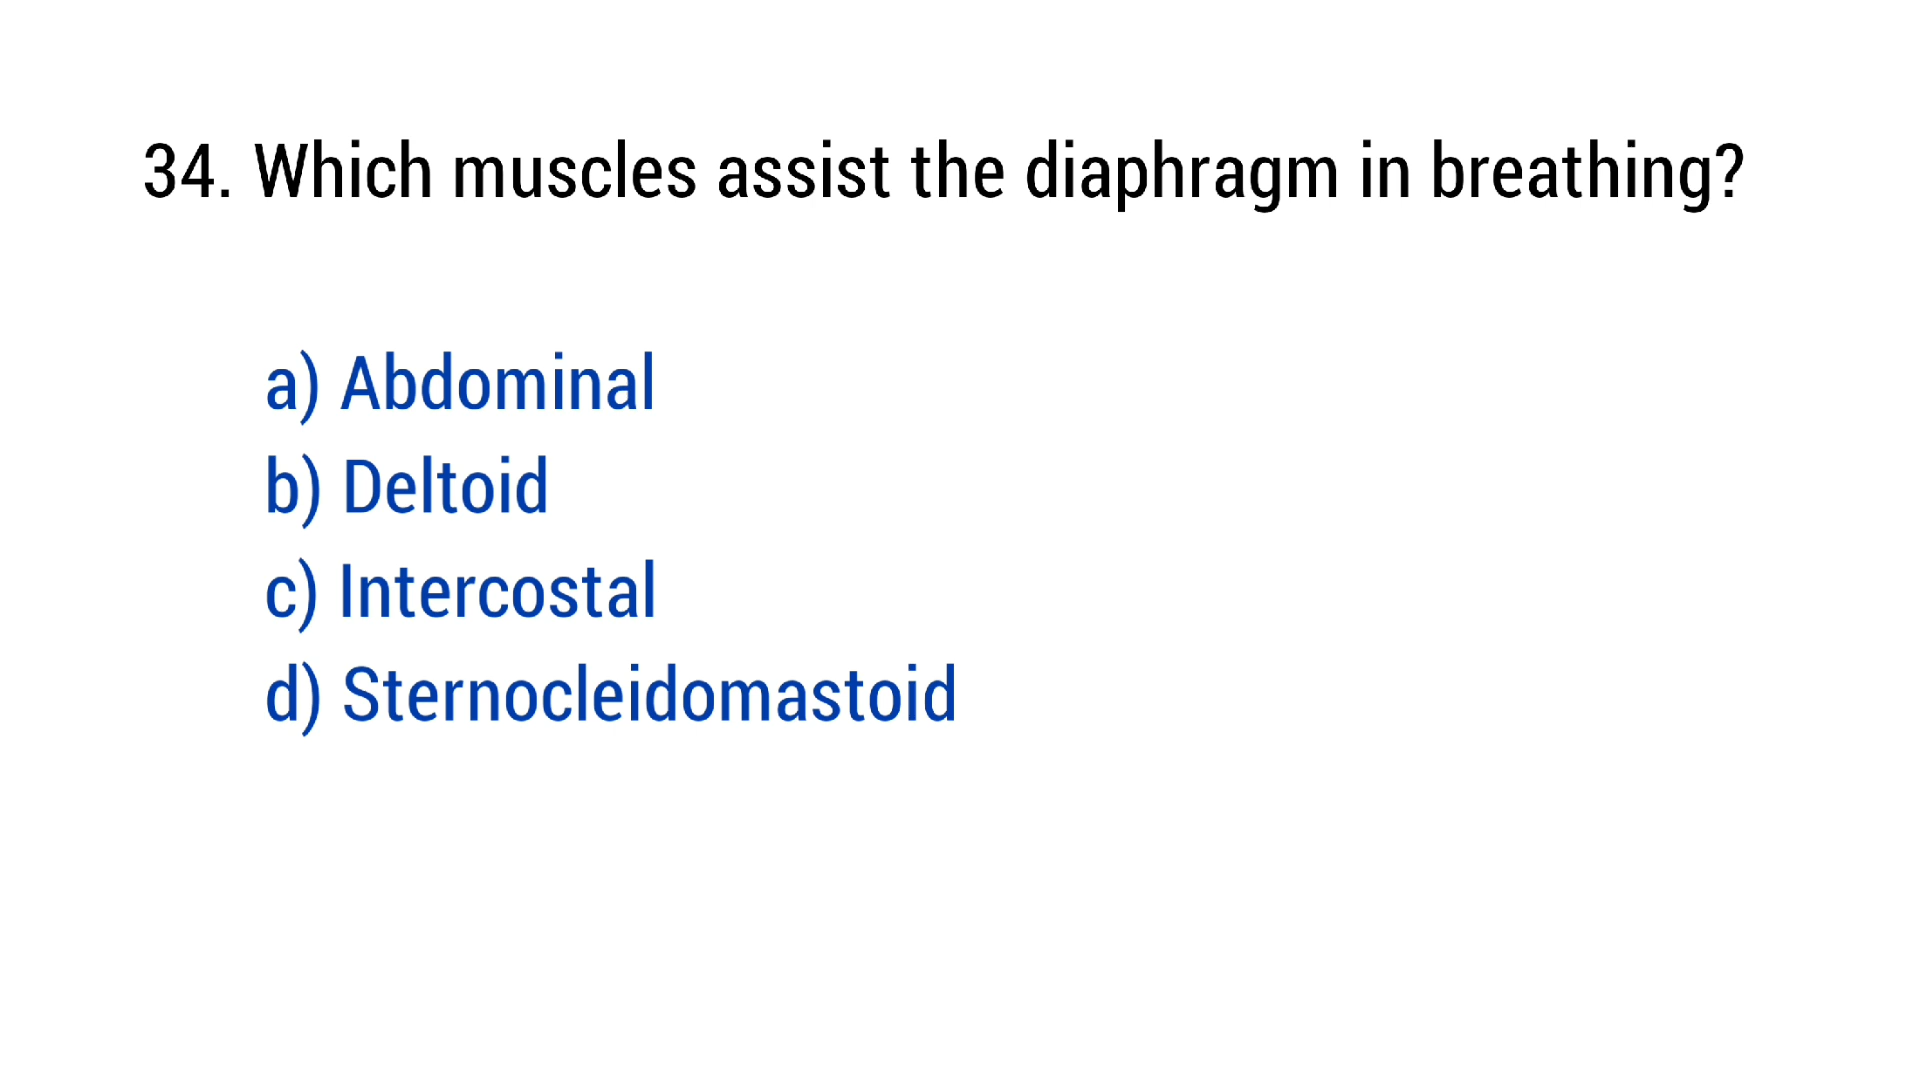 34. Which muscles assist the diaphragm in breathing?
a) Abdominal
b) Deltoid
c) Intercostal
d) Sternocleidomastoid